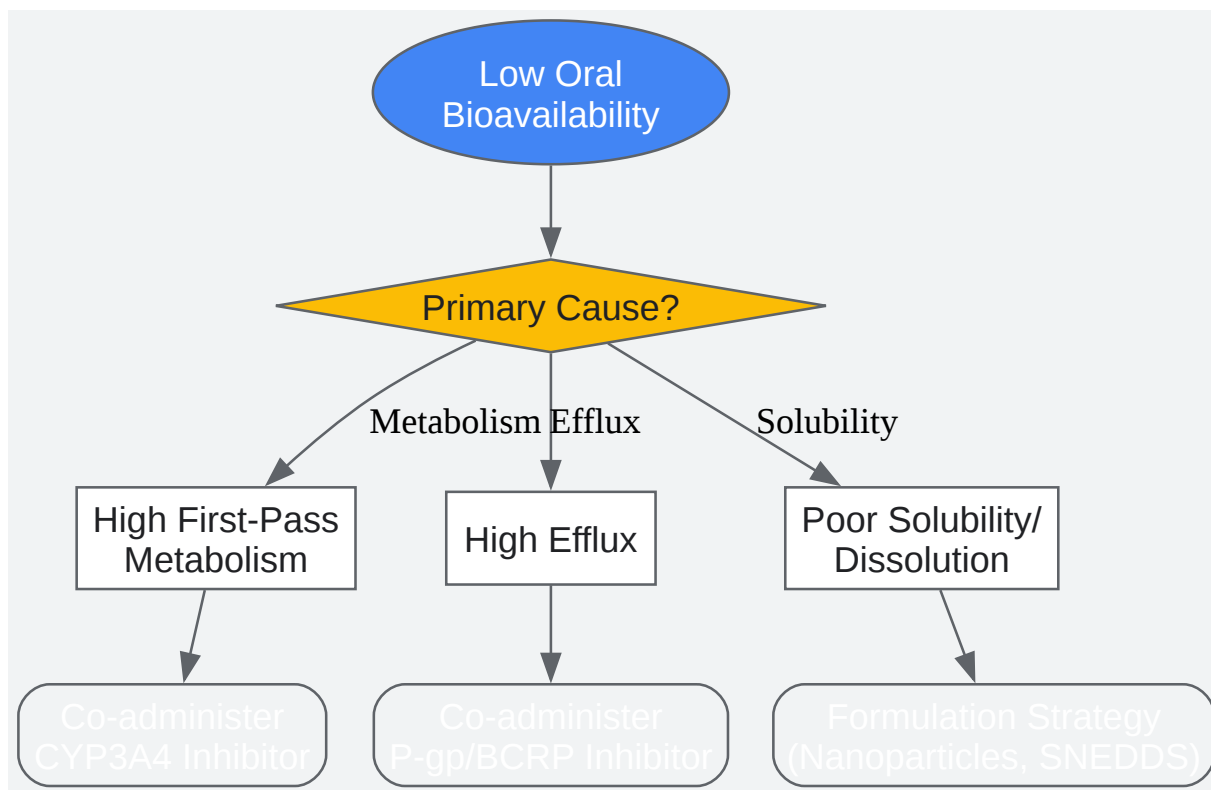 Low Oral
Bioavailability
Primary Cause?
Metabolism
Efflux
Solubility
High First-Pass
Metabolism
High Efflux
Poor Solubility/
Dissolution
Co-administer
CYP3A4 Inhibitor
Co-administer
P-gp/BCRP Inhibitor
Formulation Strategy
(Nanoparticles, SNEDDS)